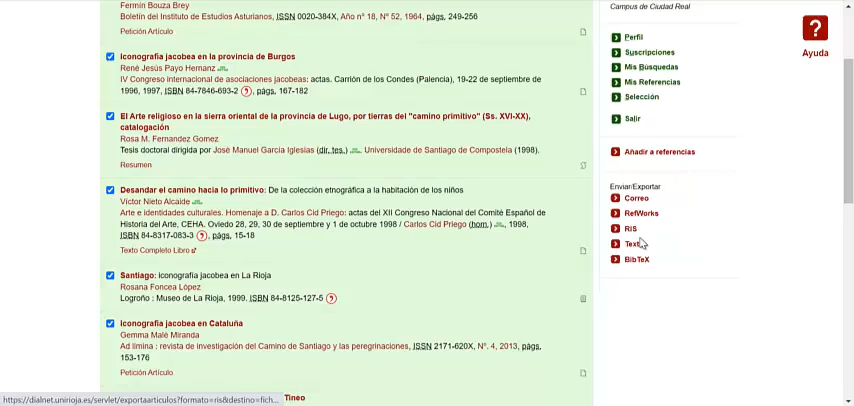 Fermín Bouza Brey
Boletín del Instituto de Estudios Asturianos, ISSN 0020-384X, Año nº 18, Nº 52, 1964, págs. 249-256
Petición Artículo
Iconografía jacobea en la provincia de Burgos
René Jesús Payo Hernanz
IV Congreso internacional de asociaciones jacobeas: actas. Carrión de los Condes (Palencia), 19-22 de septiembre de
1996, 1997, ISBN 84-7846-693-2, págs. 167-182
El Arte religioso en la sierra oriental de la provincia de Lugo, por tierras del "camino primitivo" (Ss. XVI-XX),
catalogación
Rosa M. Fernandez Gomez
Tesis doctoral dirigida por José Manuel García Iglesias (dir. tes.). Universidade de Santiago de Compostela (1998).
Resumen
Desandar el camino hacia lo primitivo: De la colección etnográfica a la habitación de los niños
Víctor Nieto Alcaide
Arte e identidades culturales. Homenaje a D. Carlos Cid Priego: actas del XII Congreso Nacional del Comité Español de
Historia del Arte, CEHA. Oviedo 28, 29, 30 de septiembre y 1 de octubre 1998 / Carlos Cid Priego (hom.), 1998,
ISBN 84-8317-083-3, págs. 15-18
Texto Completo Libro
Santiago: iconografía jacobea en La Rioja
Rosana Foncea López
Logroño : Museo de La Rioja, 1999. ISBN 84-8125-127-5
Iconografía jacobea en Cataluña
Gemma Malé Miranda
Ad limina : revista de investigación del Camino de Santiago y las peregrinaciones, ISSN 2171-620X, Nº. 4, 2013, págs.
153-176
Petición Artículo
Tineo
https://dialnet.unirioja.es/servlet/exportaarticulos?formato=ris&destino=fich...
Campus de Ciudad Real
Perfil
Suscripciones
Mis Búsquedas
Mis Referencias
Selección
Salir
Añadir a referencias
Enviar/Exportar
Correo
RefWorks
RIS
Text
BibTeX
?
Ayuda